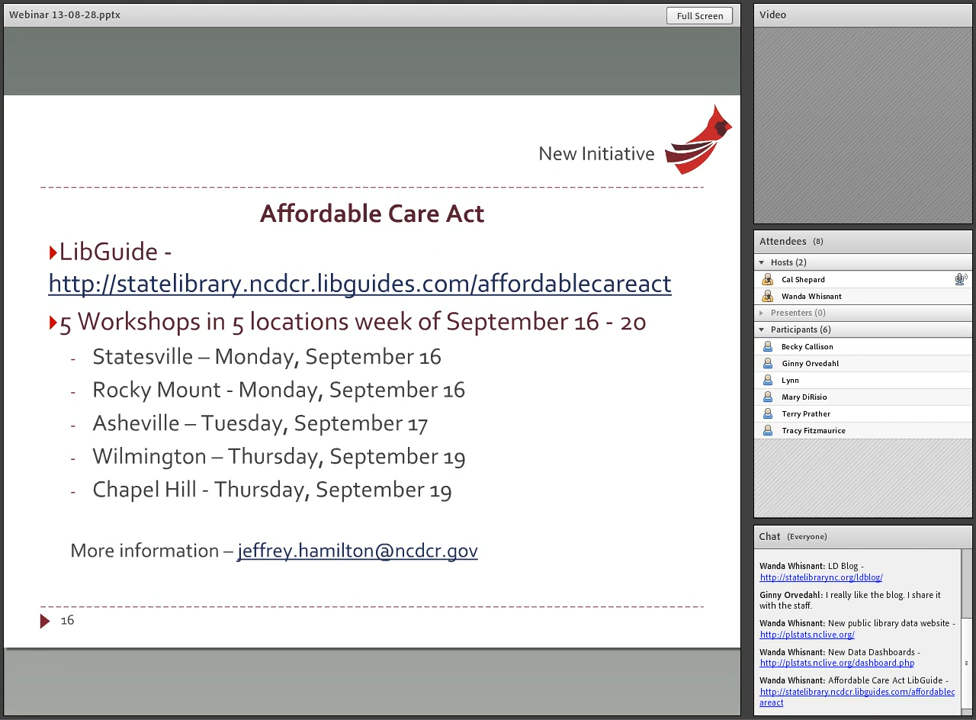 Webinar 13-08-28.pptx
Full Screen
New Initiative
Affordable Care Act
LibGuide -
http://statelibrary.ncdcr.libguides.com/affordablecareact
5 Workshops in 5 locations week of September 16 - 20
- Statesville – Monday, September 16
- Rocky Mount - Monday, September 16
- Asheville – Tuesday, September 17
- Wilmington – Thursday, September 19
- Chapel Hill - Thursday, September 19
More information – jeffrey.hamilton@ncdcr.gov
16
Video
Attendees (8)
Hosts (2)
Cal Shepard
Wanda Whisnant
Presenters (0)
Participants (6)
Becky Callison
Ginny Orvedahl
Lynn
Mary DiRisio
Terry Prather
Tracy Fitzmaurice
Chat (Everyone)
Wanda Whisnant: LD Blog -
http://statelibrarync.org/ldblog/
Ginny Orvedahl: I really like the blog. I share it
with the staff.
Wanda Whisnant: New public library data website -
http://plstats.nclive.org/
Wanda Whisnant: New Data Dashboards -
http://plstats.nclive.org/dashboard.php
Wanda Whisnant: Affordable Care Act LibGuide -
http://statelibrary.ncdcr.libguides.com/affordablec
areact